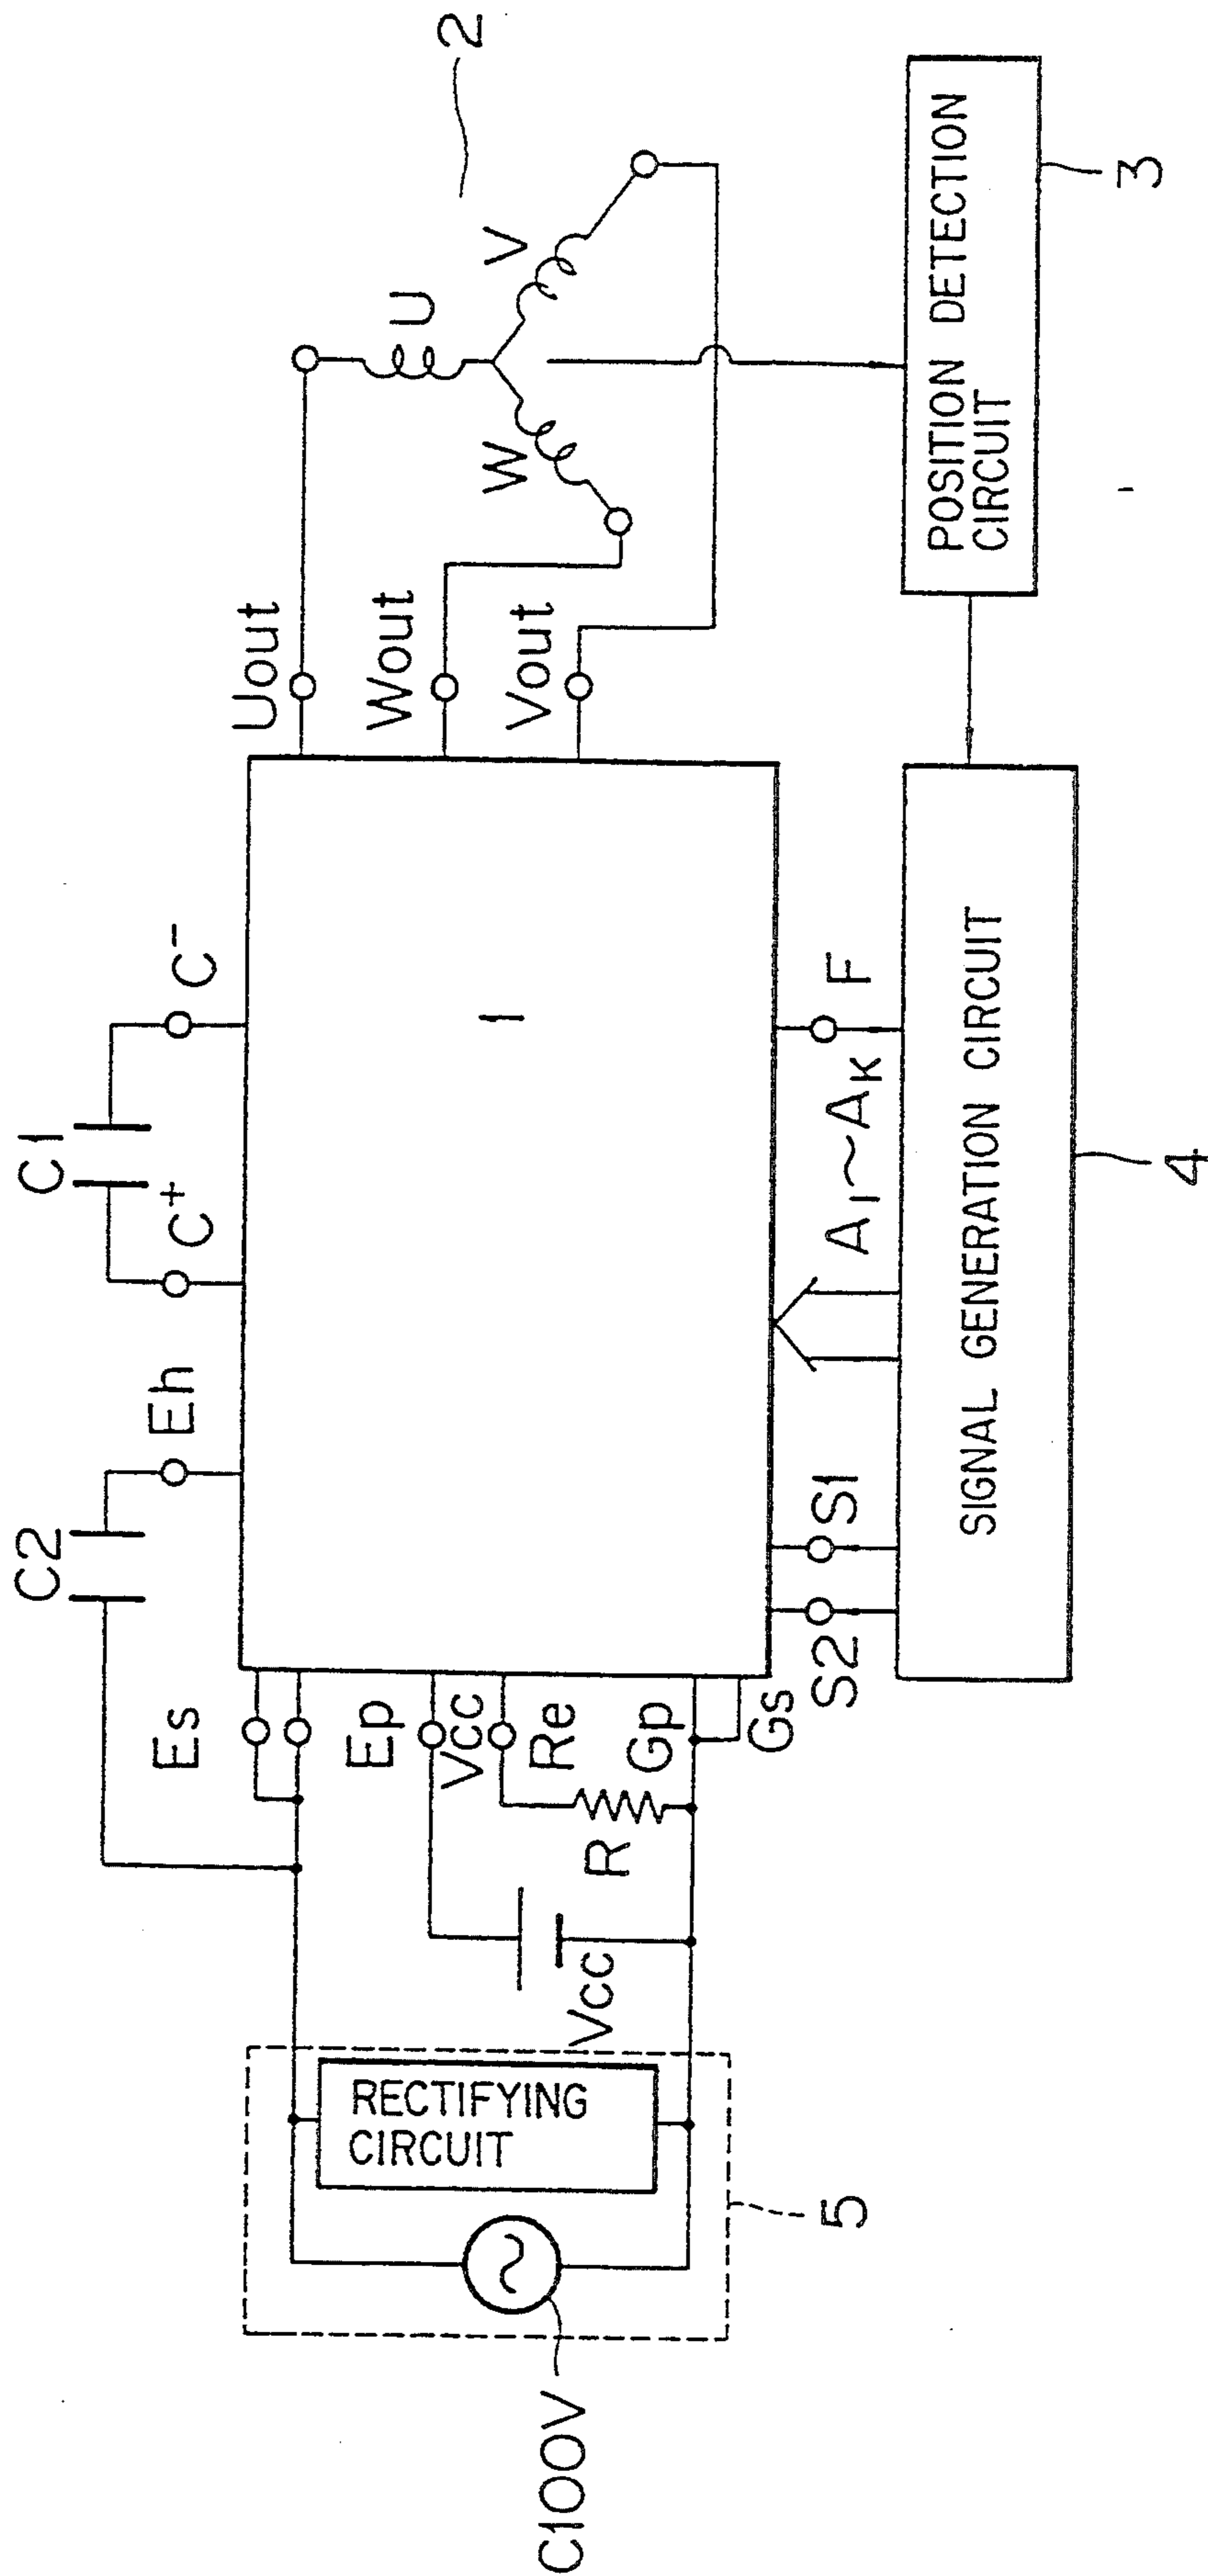 C2
C1
Eh
C+
C-
Es
Ep
Vcc
Re
Gp
Gs
R
Vcc
RECTIFYING
CIRCUIT
C100V
5
1
Uout
Wout
Vout
U
V
W
2
S2
S1
A1~AK
F
SIGNAL GENERATION CIRCUIT
4
POSITION DETECTION
CIRCUIT
3